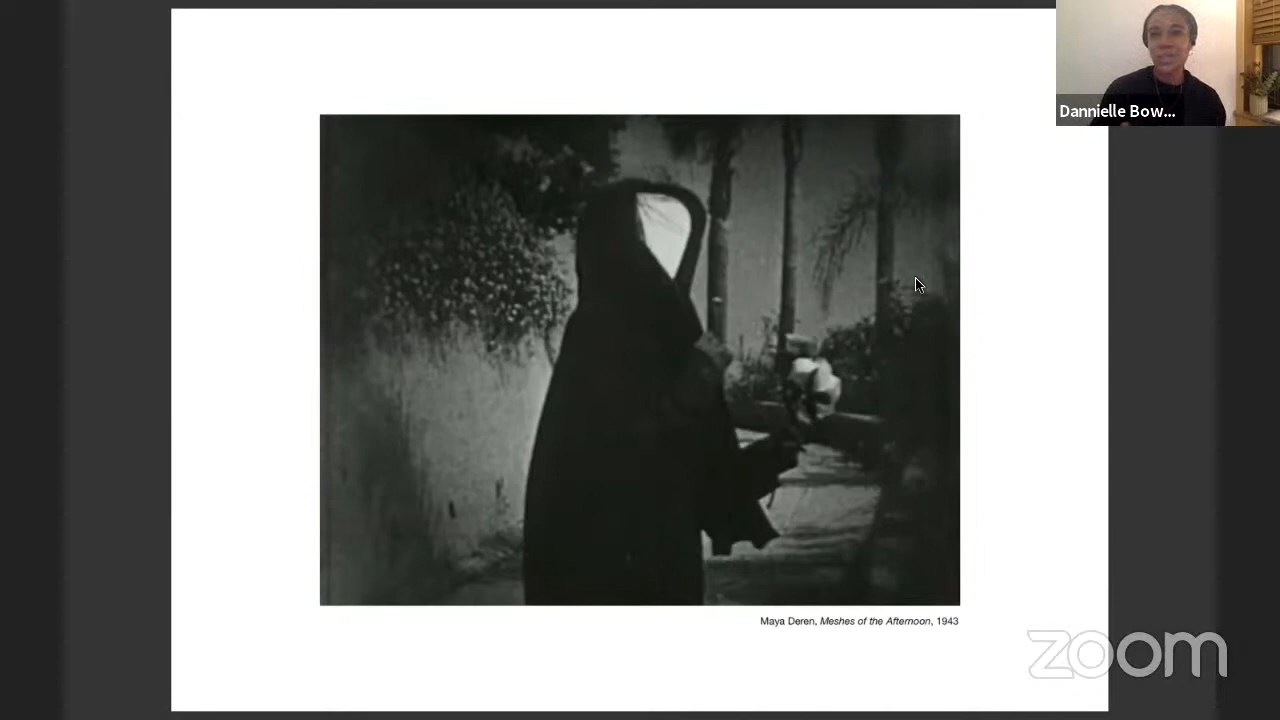 Dannielle Bow...
Maya Deren, Meshes of the Afternoon, 1943
zoom